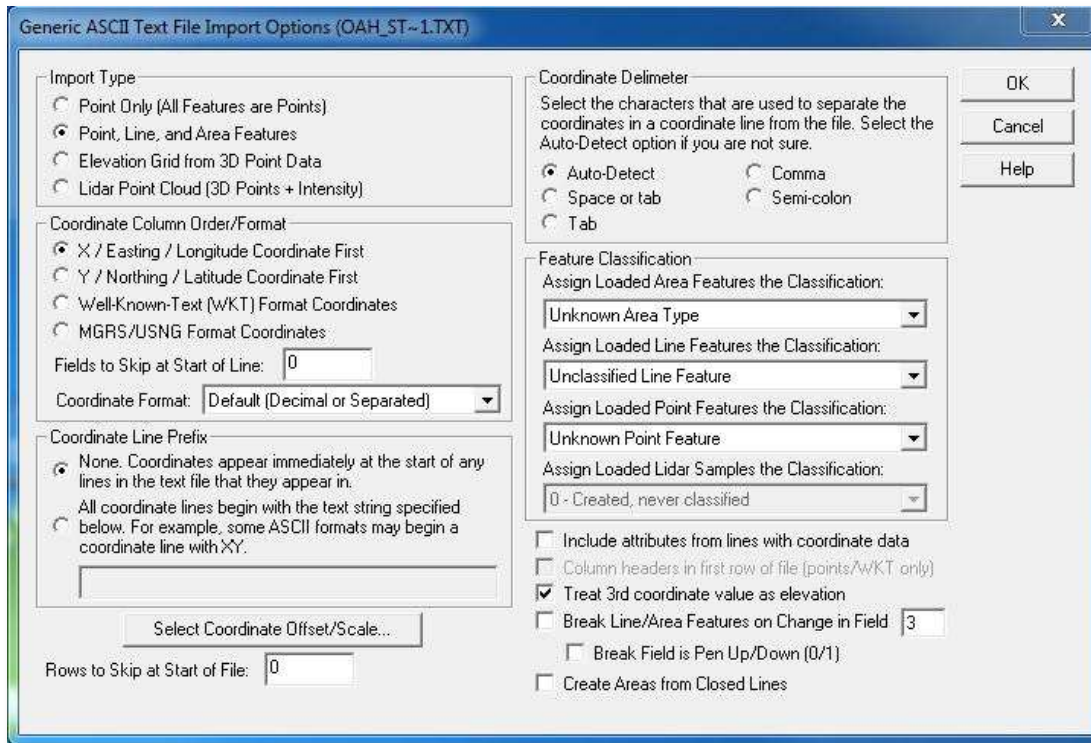 Generic ASCII Text File Import Options (OAH_ST~1.TXT)
x
Import Type
Point Only (All Features are Points)
Point, Line, and Area Features
Elevation Grid from 3D Point Data
Lidar Point Cloud (3D Points + Intensity)
Coordinate Column Order/Format
X / Easting / Longitude Coordinate First
Y / Northing / Latitude Coordinate First
Well-Known-Text (WKT) Format Coordinates
MGRS/USNG Format Coordinates
Fields to Skip at Start of Line: 0
Coordinate Format: Default (Decimal or Separated)
Coordinate Line Prefix
None. Coordinates appear immediately at the start of any
lines in the text file that they appear in.
All coordinate lines begin with the text string specified
below. For example, some ASCII formats may begin a
coordinate line with XY.
Select Coordinate Offset/Scale...
Rows to Skip at Start of File: 0
Coordinate Delimeter
Select the characters that are used to separate the
coordinates in a coordinate line from the file. Select the
Auto-Detect option if you are not sure.
Auto-Detect Comma
Space or tab Semi-colon
Tab
Feature Classification
Assign Loaded Area Features the Classification:
Unknown Area Type
Assign Loaded Line Features the Classification:
Unclassified Line Feature
Assign Loaded Point Features the Classification:
Unknown Point Feature
Assign Loaded Lidar Samples the Classification:
0 - Created, never classified
Include attributes from lines with coordinate data
Column headers in first row of file (points/WKT only)
Treat 3rd coordinate value as elevation
Break Line/Area Features on Change in Field 3
Break Field is Pen Up/Down (0/1)
Create Areas from Closed Lines
OK
Cancel
Help